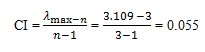 CI = λmax−n / n−1 = 3.109 −3 / 3−1 = 0.055